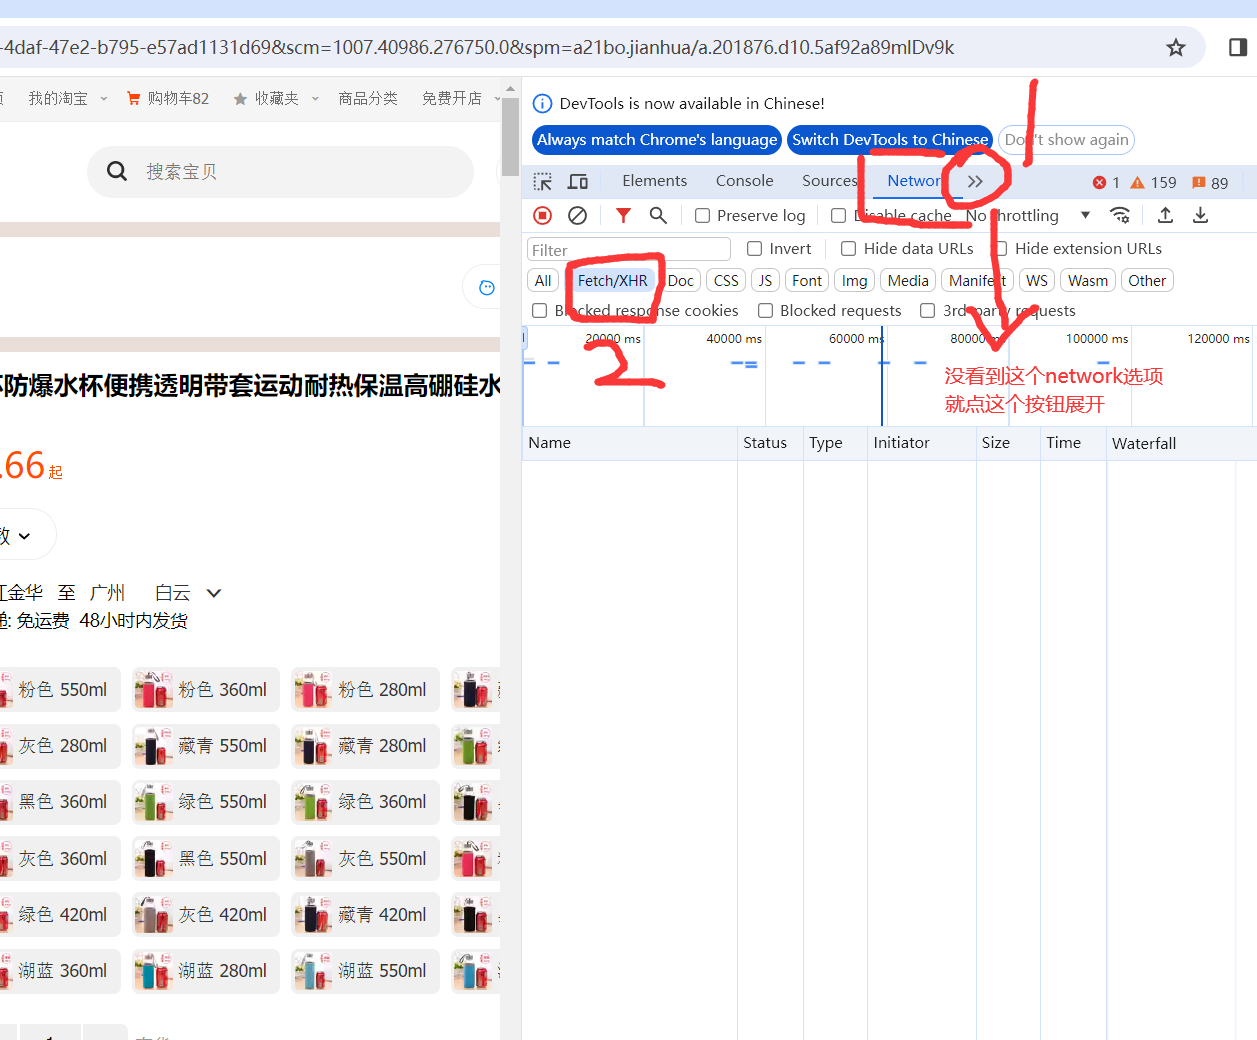 -4daf-47e2-b795-e57ad1131d69&scm=1007.40986.276750.0&spm=a21bo.jianhua/a.201876.d10.5af92a89mlDv9k
我的淘宝 购物车82 收藏夹 商品分类 免费开店
搜索宝贝
防爆水杯便携透明带套运动耐热保温高硼硅水
.66起
金华 至 广州 白云
: 免运费 48小时内发货
粉色 550ml 粉色 360ml 粉色 280ml
灰色 280ml 藏青 550ml 藏青 280ml
黑色 360ml 绿色 550ml 绿色 360ml
灰色 360ml 黑色 550ml 灰色 550ml
绿色 420ml 灰色 420ml 藏青 420ml
湖蓝 360ml 湖蓝 280ml 湖蓝 550ml
DevTools is now available in Chinese!
Always match Chrome's language Switch DevTools to Chinese Don't show again
Elements Console Sources Networ 1 159 89
Preserve log Disable cache No throttling
Filter Invert Hide data URLs Hide extension URLs
All Fetch/XHR Doc CSS JS Font Img Media Manifest WS Wasm Other
Blocked response cookies Blocked requests 3rd-party requests
20000 ms 40000 ms 60000 ms 80000 ms 100000 ms 120000 ms
1
2
没看到这个network选项
就点这个按钮展开
Name Status Type Initiator Size Time Waterfall